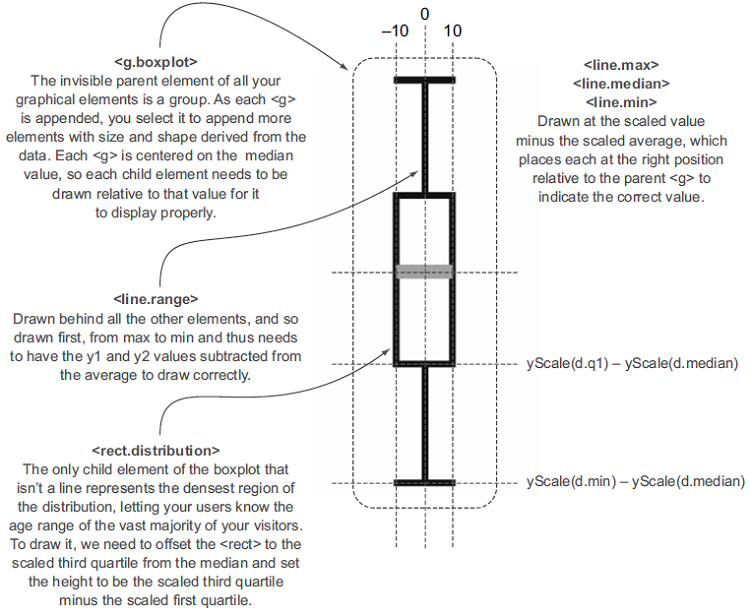 0
–10
10
<g.boxplot>
The invisible parent element of all your
graphical elements is a group. As each <g>
is appended, you select it to append more
elements with size and shape derived from the
data. Each <g> is centered on the median
value, so each child element needs to be
drawn relative to that value for it
to display properly.
<line.max>
<line.median>
<line.min>
Drawn at the scaled value
minus the scaled average, which
places each at the right position
relative to the parent <g> to
indicate the correct value.
<line.range>
Drawn behind all the other elements, and so
drawn first, from max to min and thus needs
to have the y1 and y2 values subtracted from
the average to draw correctly.
yScale(d.q1) – yScale(d.median)
<rect.distribution>
The only child element of the boxplot that
isn't a line represents the densest region of
the distribution, letting your users know the
age range of the vast majority of your visitors.
To draw it, we need to offset the <rect> to the
scaled third quartile from the median and set
the height to be the scaled third quartile
minus the scaled first quartile.
yScale(d.min) – yScale(d.median)